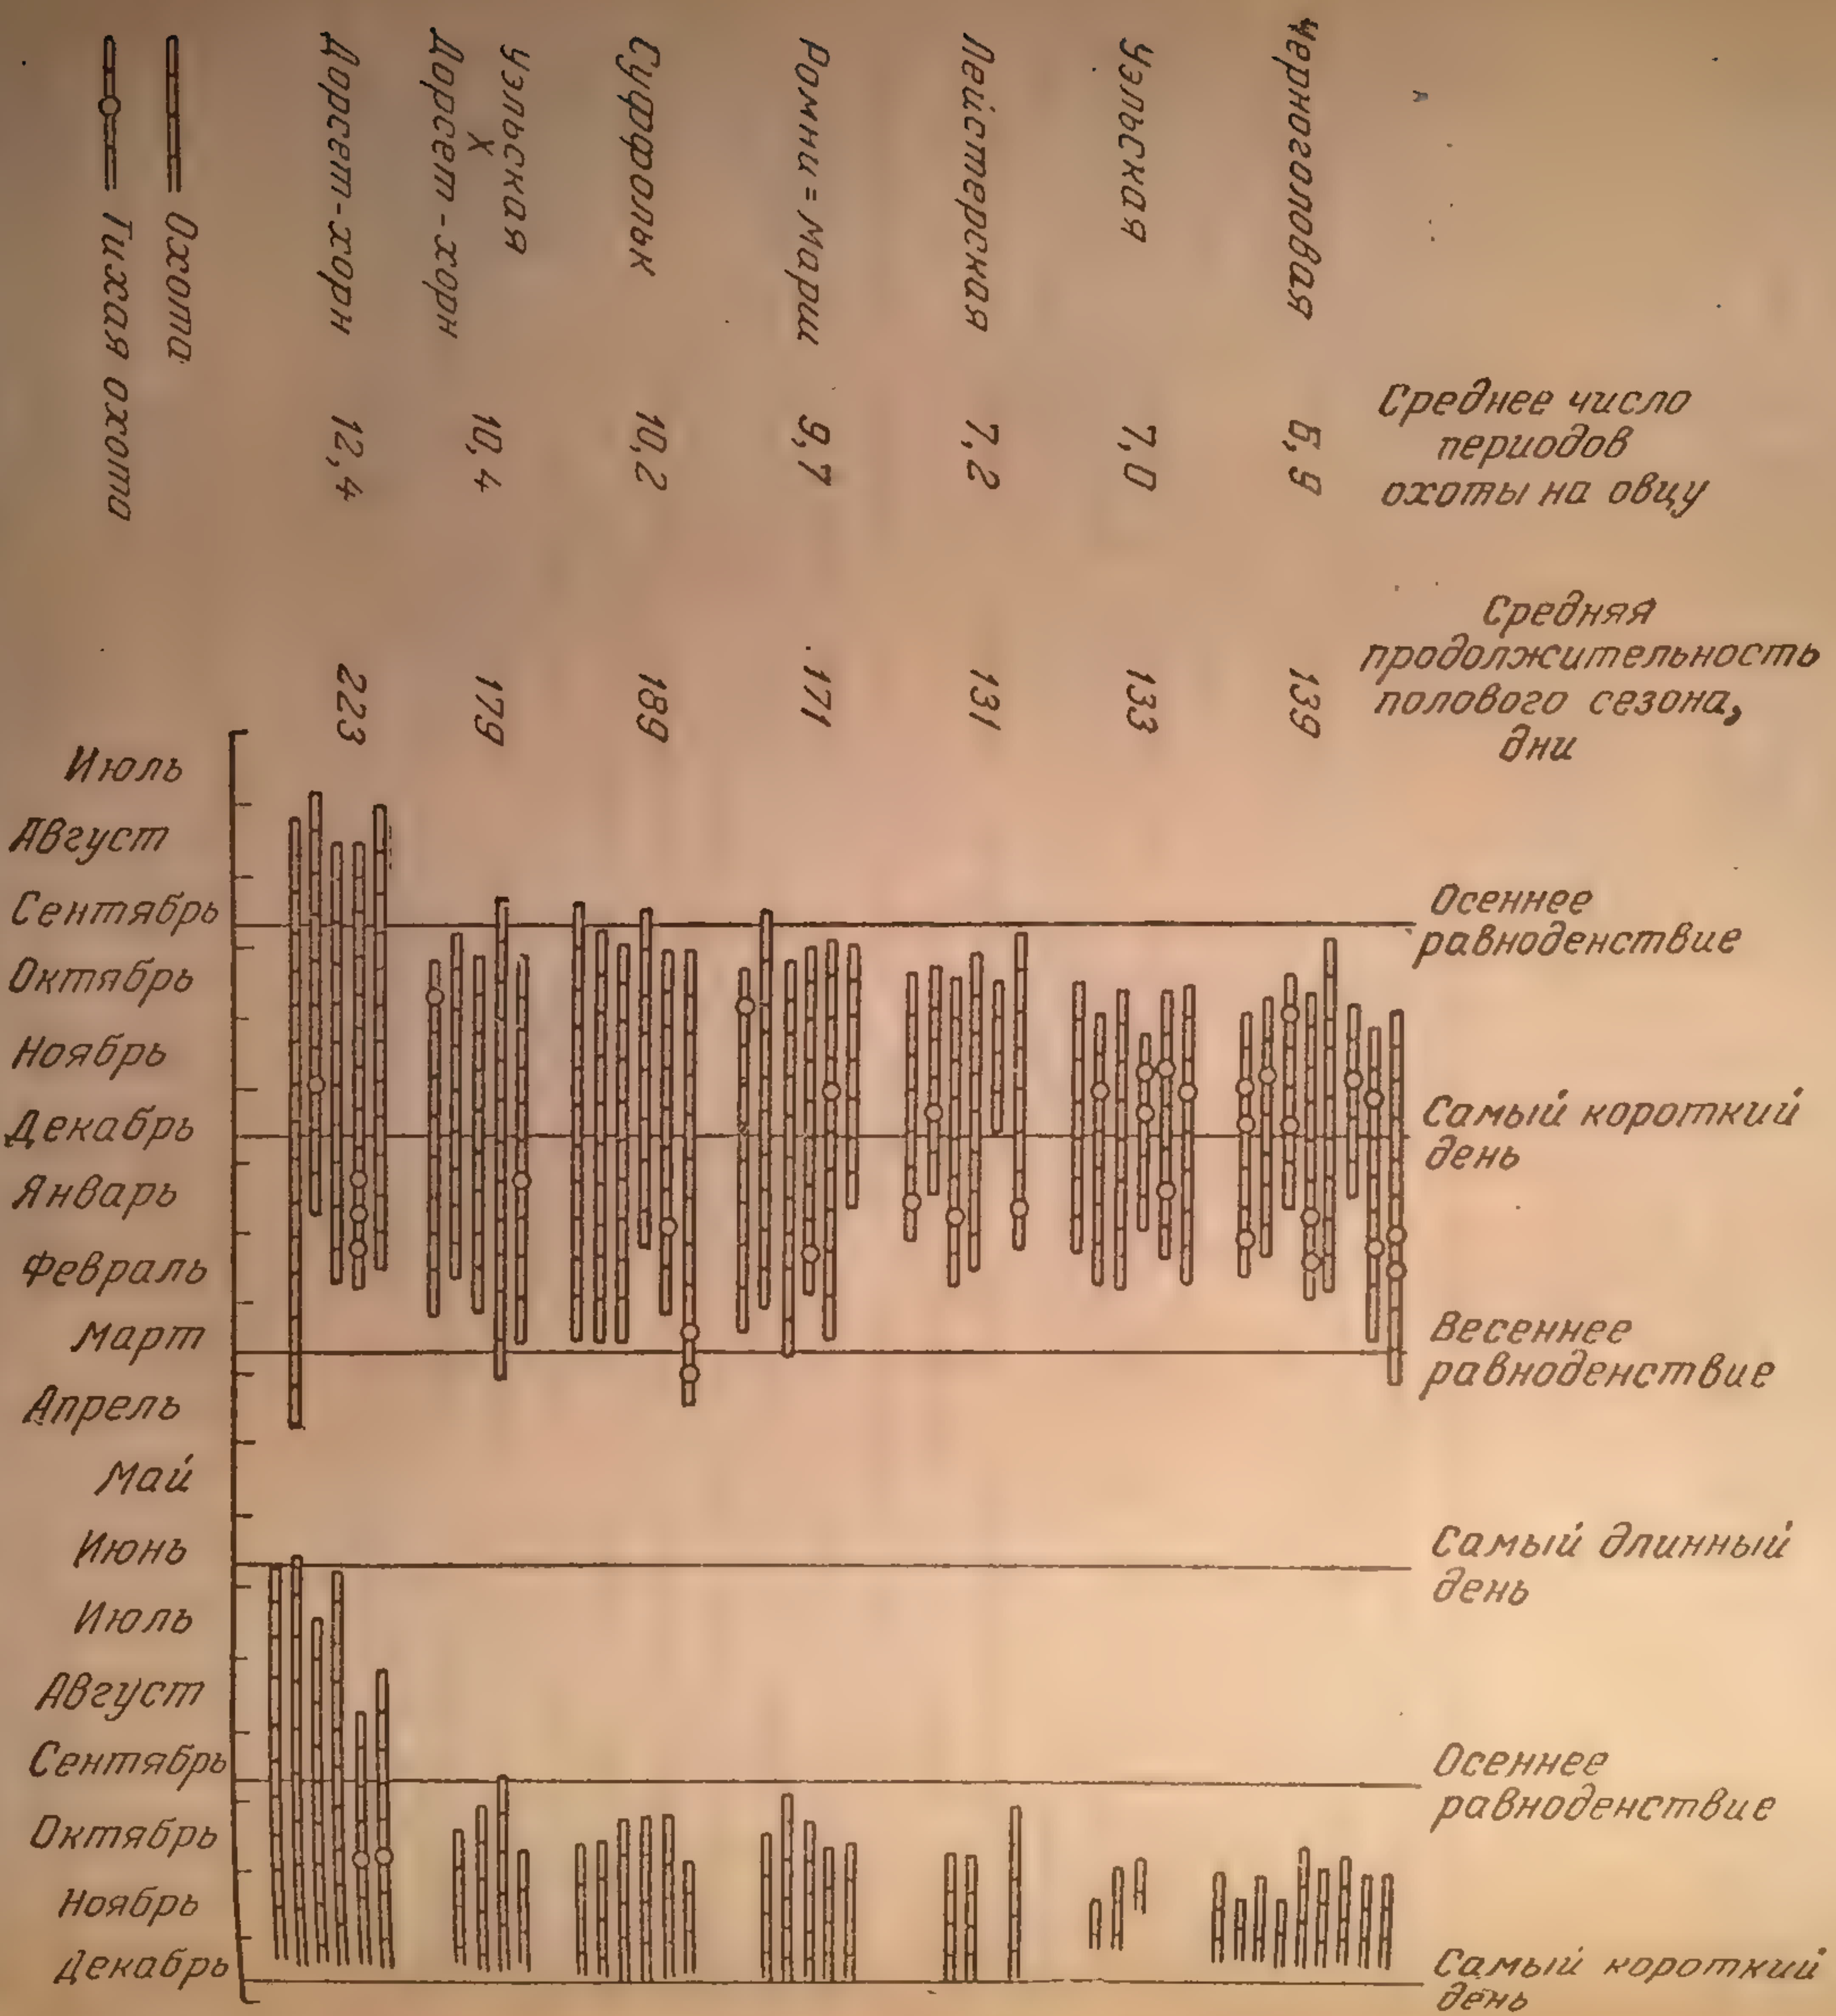 Охота
Тихая охота
Дорсет-хорн
Уэльская
х
Дорсет-хорн
Суффольк
Ромни=Марш
Лейстерская
Уэльская
Черноголовая
Среднее число
периодов
охоты на овцу
12,4
10,4
10,2
9,7
7,2
7,0
Средняя
продолжительность
полового сезона,
дни
223
179
189
171
131
133
139
Июль
Август
Сентябрь
Октябрь
Ноябрь
Декабрь
Январь
Февраль
Март
Апрель
Май
Июнь
Июль
Август
Сентябрь
Октябрь
Ноябрь
Декабрь
Осеннее
равноденствие
Самый короткий
день
Весеннее
равноденствие
Самый длинный
день
Осеннее
равноденствие
Самый короткий
день